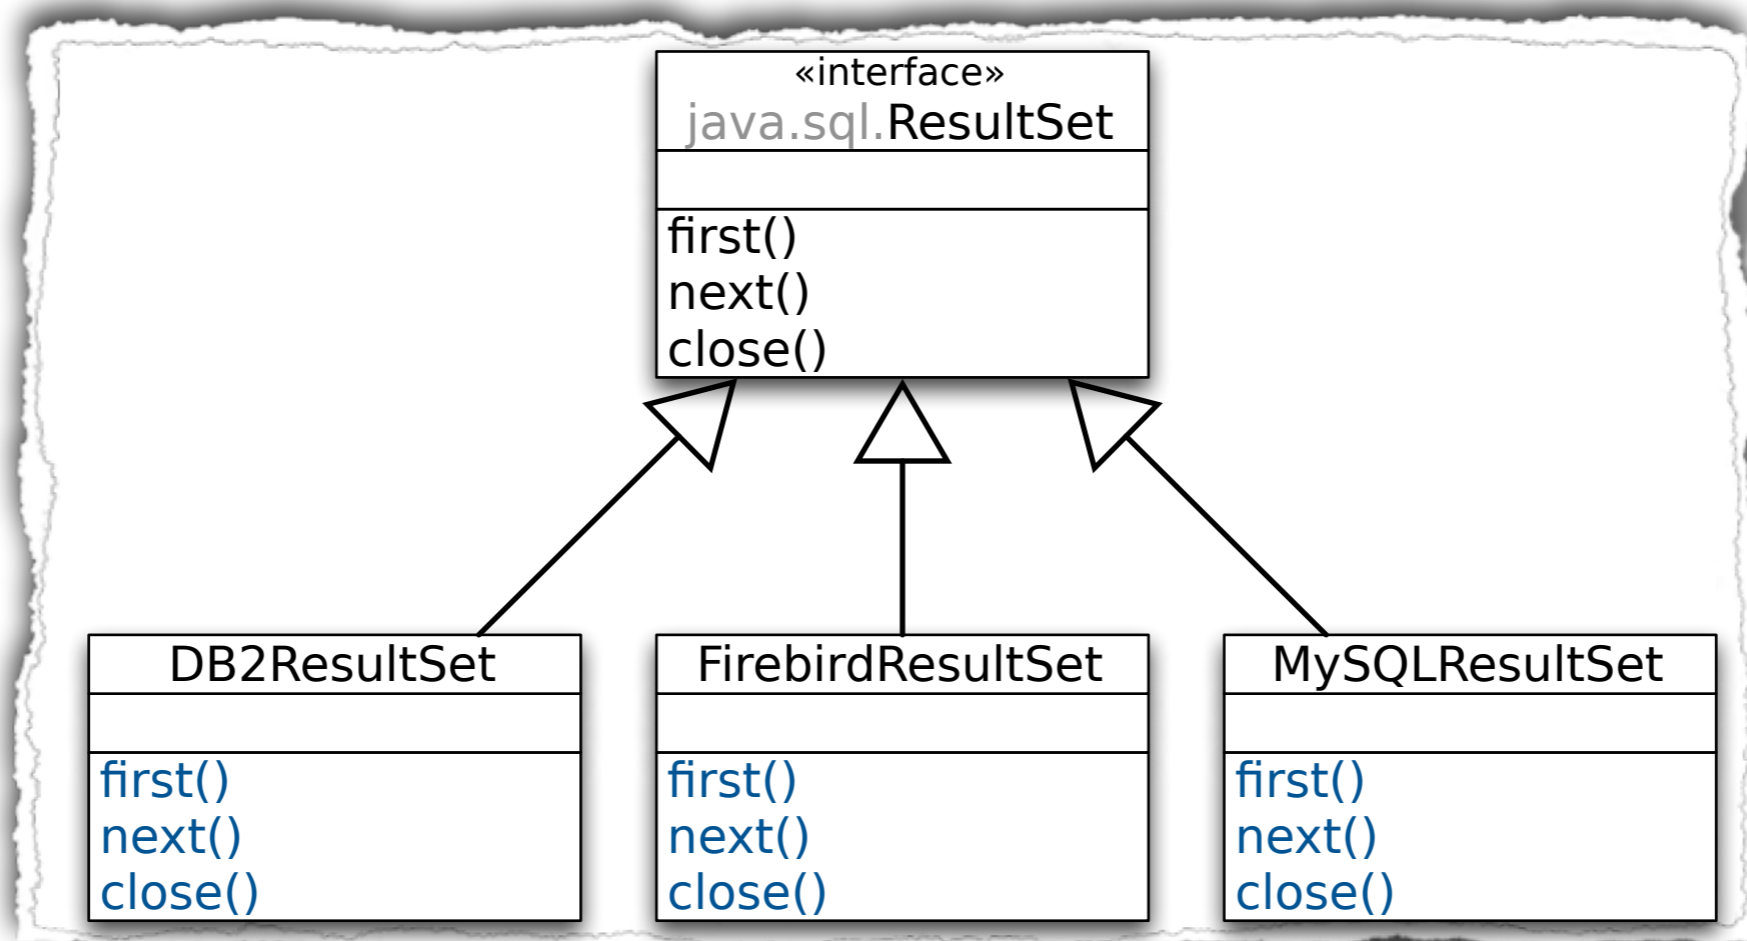 «interface»
java.sql.ResultSet
first()
next()
close()
DB2ResultSet
first()
next()
close()
FirebirdResultSet
first()
next()
close()
MySQLResultSet
first()
next()
close()